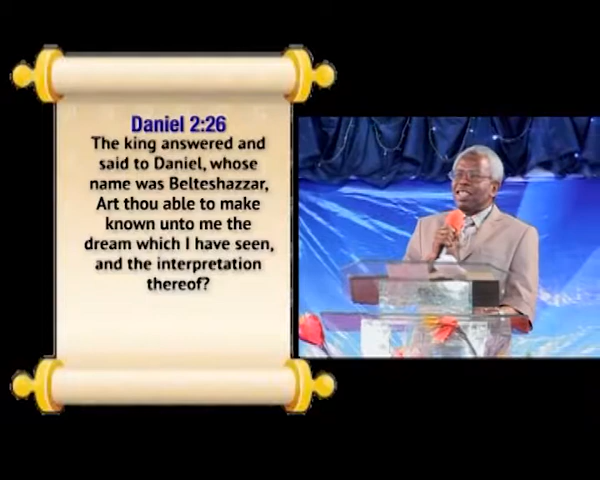 Daniel 2:26
The king answered and
said to Daniel, whose
name was Belteshazzar,
Art thou able to make
known unto me the
dream which I have seen,
and the interpretation
thereof?